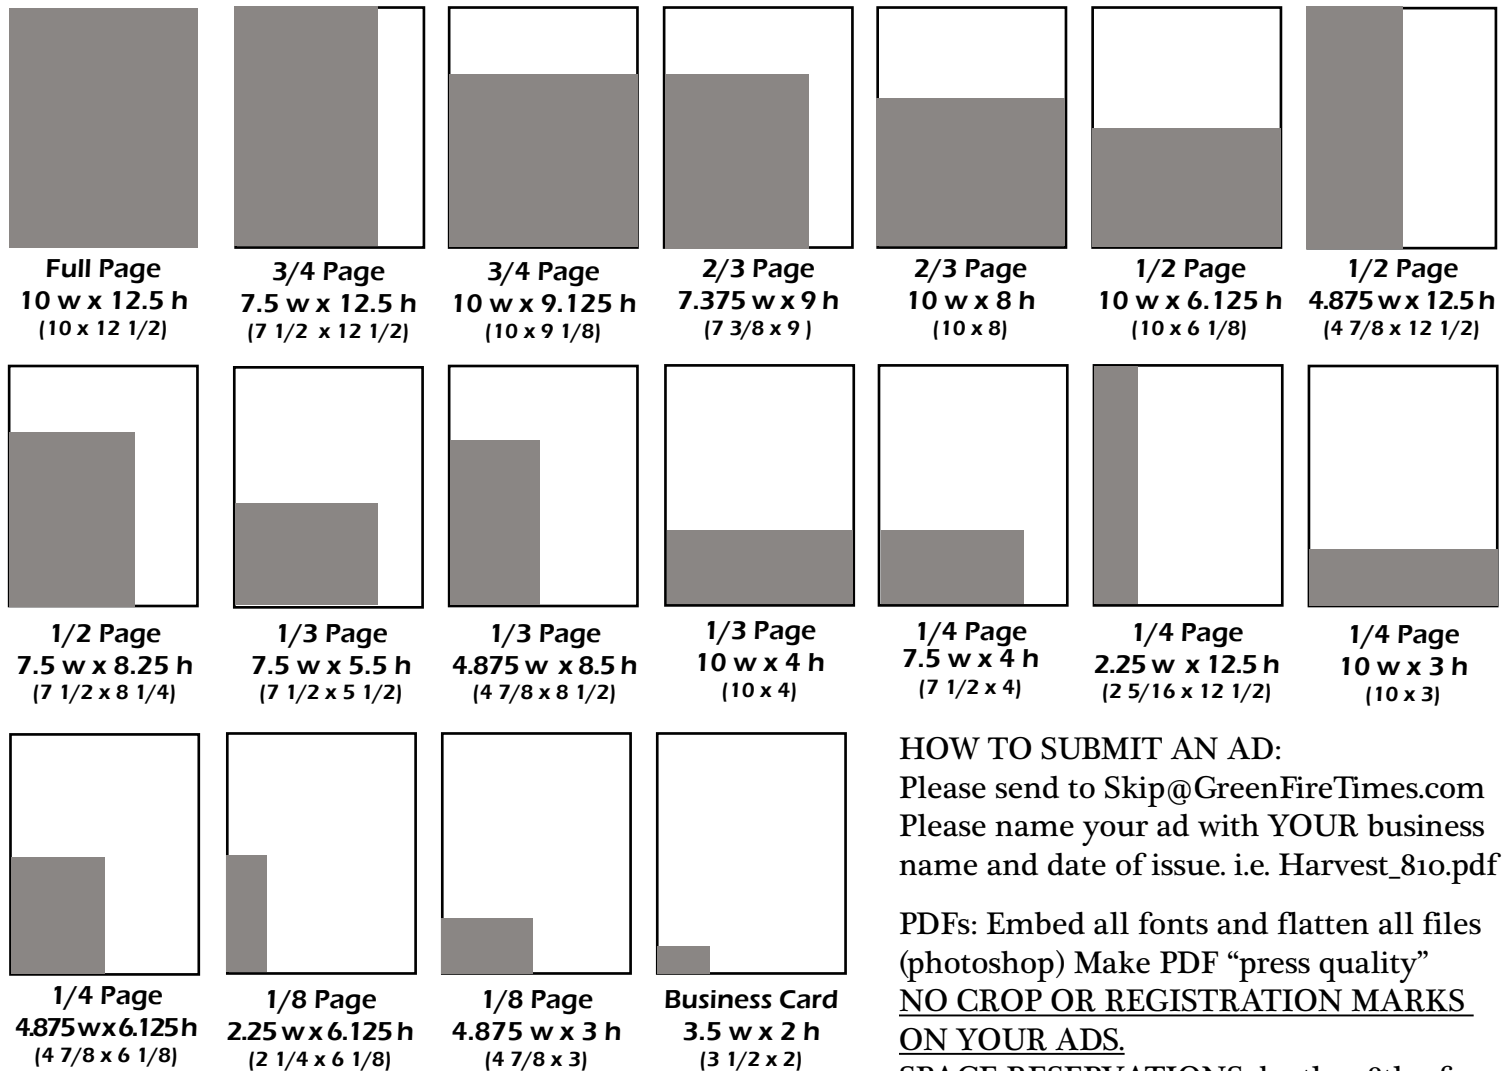 Full Page
10 w x 12.5 h
(10 x 12 1/2)
3/4 Page
7.5 w x 12.5 h
(7 1/2 x 12 1/2)
3/4 Page
10 w x 9.125 h
(10 x 9 1/8)
2/3 Page
7.375 w x 9 h
(7 3/8 x 9 )
2/3 Page
10 w x 8 h
(10 x 8)
1/2 Page
10 w x 6.125 h
(10 x 6 1/8)
1/2 Page
4.875 w x 12.5 h
(4 7/8 x 12 1/2)
1/2 Page
7.5 w x 8.25 h
(7 1/2 x 8 1/4)
1/3 Page
7.5 w x 5.5 h
(7 1/2 x 5 1/2)
1/3 Page
4.875 w x 8.5 h
(4 7/8 x 8 1/2)
1/3 Page
10 w x 4 h
(10 x 4)
1/4 Page
7.5 w x 4 h
(7 1/2 x 4)
1/4 Page
2.25 w x 12.5 h
(2 5/16 x 12 1/2)
1/4 Page
10 w x 3 h
(10 x 3)
1/4 Page
4.875 w x 6.125 h
(4 7/8 x 6 1/8)
1/8 Page
2.25 w x 6.125 h
(2 1/4 x 6 1/8)
1/8 Page
4.875 w x 3 h
(4 7/8 x 3)
Business Card
3.5 w x 2 h
(3 1/2 x 2)
HOW TO SUBMIT AN AD:
Please send to Skip@GreenFireTimes.com
Please name your ad with YOUR business
name and date of issue. i.e. Harvest_810.pdf
PDFs: Embed all fonts and flatten all files
(photoshop) Make PDF “press quality”
NO CROP OR REGISTRATION MARKS
ON YOUR ADS.
SPACE RESERVATIONS